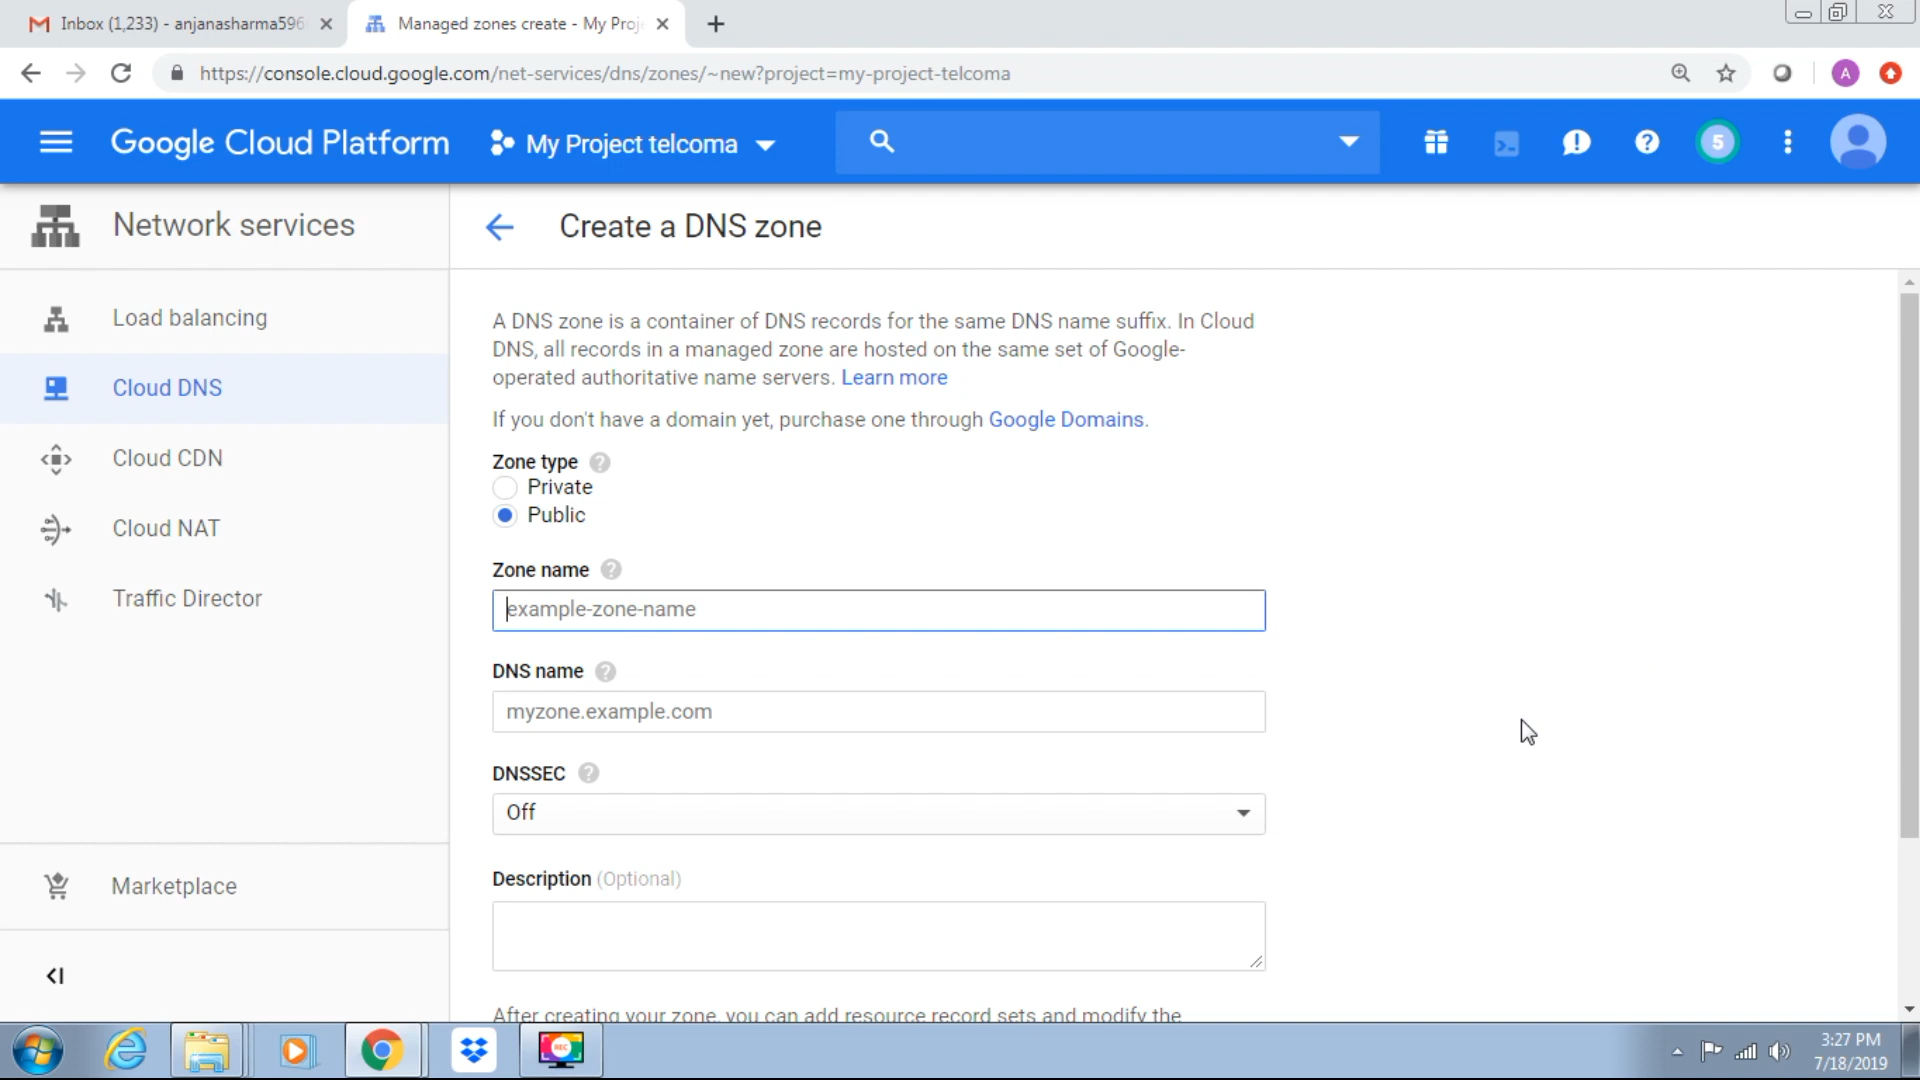 Inbox (1,233) - anjanasharma596
Managed zones create - My Proj
https://console.cloud.google.com/net-services/dns/zones/~new?project=my-project-telcoma
A
Google Cloud Platform
My Project telcoma
5
Network services
Create a DNS zone
Load balancing
Cloud DNS
Cloud CDN
Cloud NAT
Traffic Director
Marketplace
A DNS zone is a container of DNS records for the same DNS name suffix. In Cloud
DNS, all records in a managed zone are hosted on the same set of Google-
operated authoritative name servers. Learn more
If you don't have a domain yet, purchase one through Google Domains.
Zone type
Private
Public
Zone name
example-zone-name
DNS name
myzone.example.com
DNSSEC
Off
Description (Optional)
After creating your zone, you can add resource record sets and modify the
REC
3:27 PM
7/18/2019